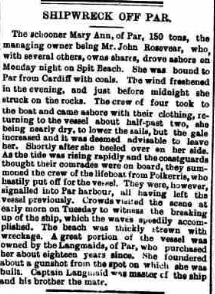 SHIPWRECK OFF PAR.
The schooner Mary Ann, of Par, 150 tons, the
managing owner being Mr. John Rosevear, who,
with several others, owns shares, drove ashore on
Monday night on Spit Beach. She was bound to
Par from Cardiff with coals. The wind freshened
in the evening, and just before midnight she
struck on the rocks. The crew of four took to
the boat and came ashore with their clothing, re-
turning to the vessel about half-past two, she
being nearly dry, to lower the sails, but the gale
increased and it was deemed advisable to leave
her. Shortly after she heeled over on her side.
As the tide was rising rapidly and the coastguards
thought their comrades were on board, they sum-
moned the crew of the lifeboat from Polkerris, who
hastily put off for the vessel. They were, however,
signalled to Par harbour, all having left the
vessel previously. Crowds visited the scene at
early morn on Tuesday to witness the breaking
up of the ship, which the waves speedily accom-
plished. The beach was thickly strewn with
wreckage. A great portion of the vessel was
owned by the Langmaids, of Par, who purchased
her about eighteen years since. She foundered
about a gunshot from the spot on which she was
built. Captain Langmaid was master of the ship
and his brother the mate.